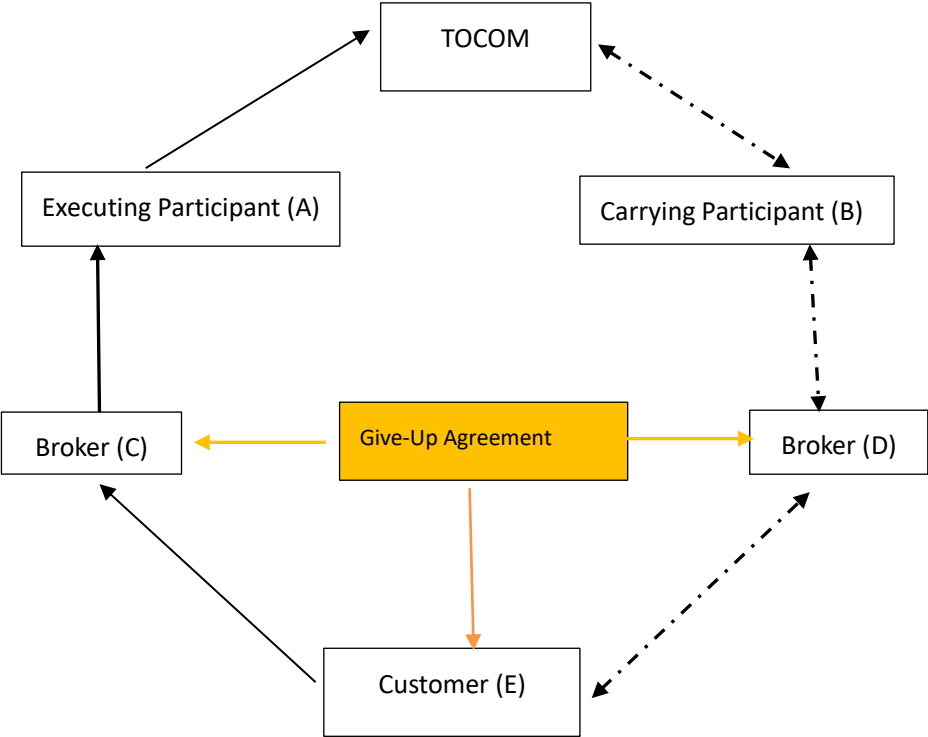 TOCOM
Executing Participant (A)
Carrying Participant (B)
Broker (C)
Give-Up Agreement
Broker (D)
Customer (E)